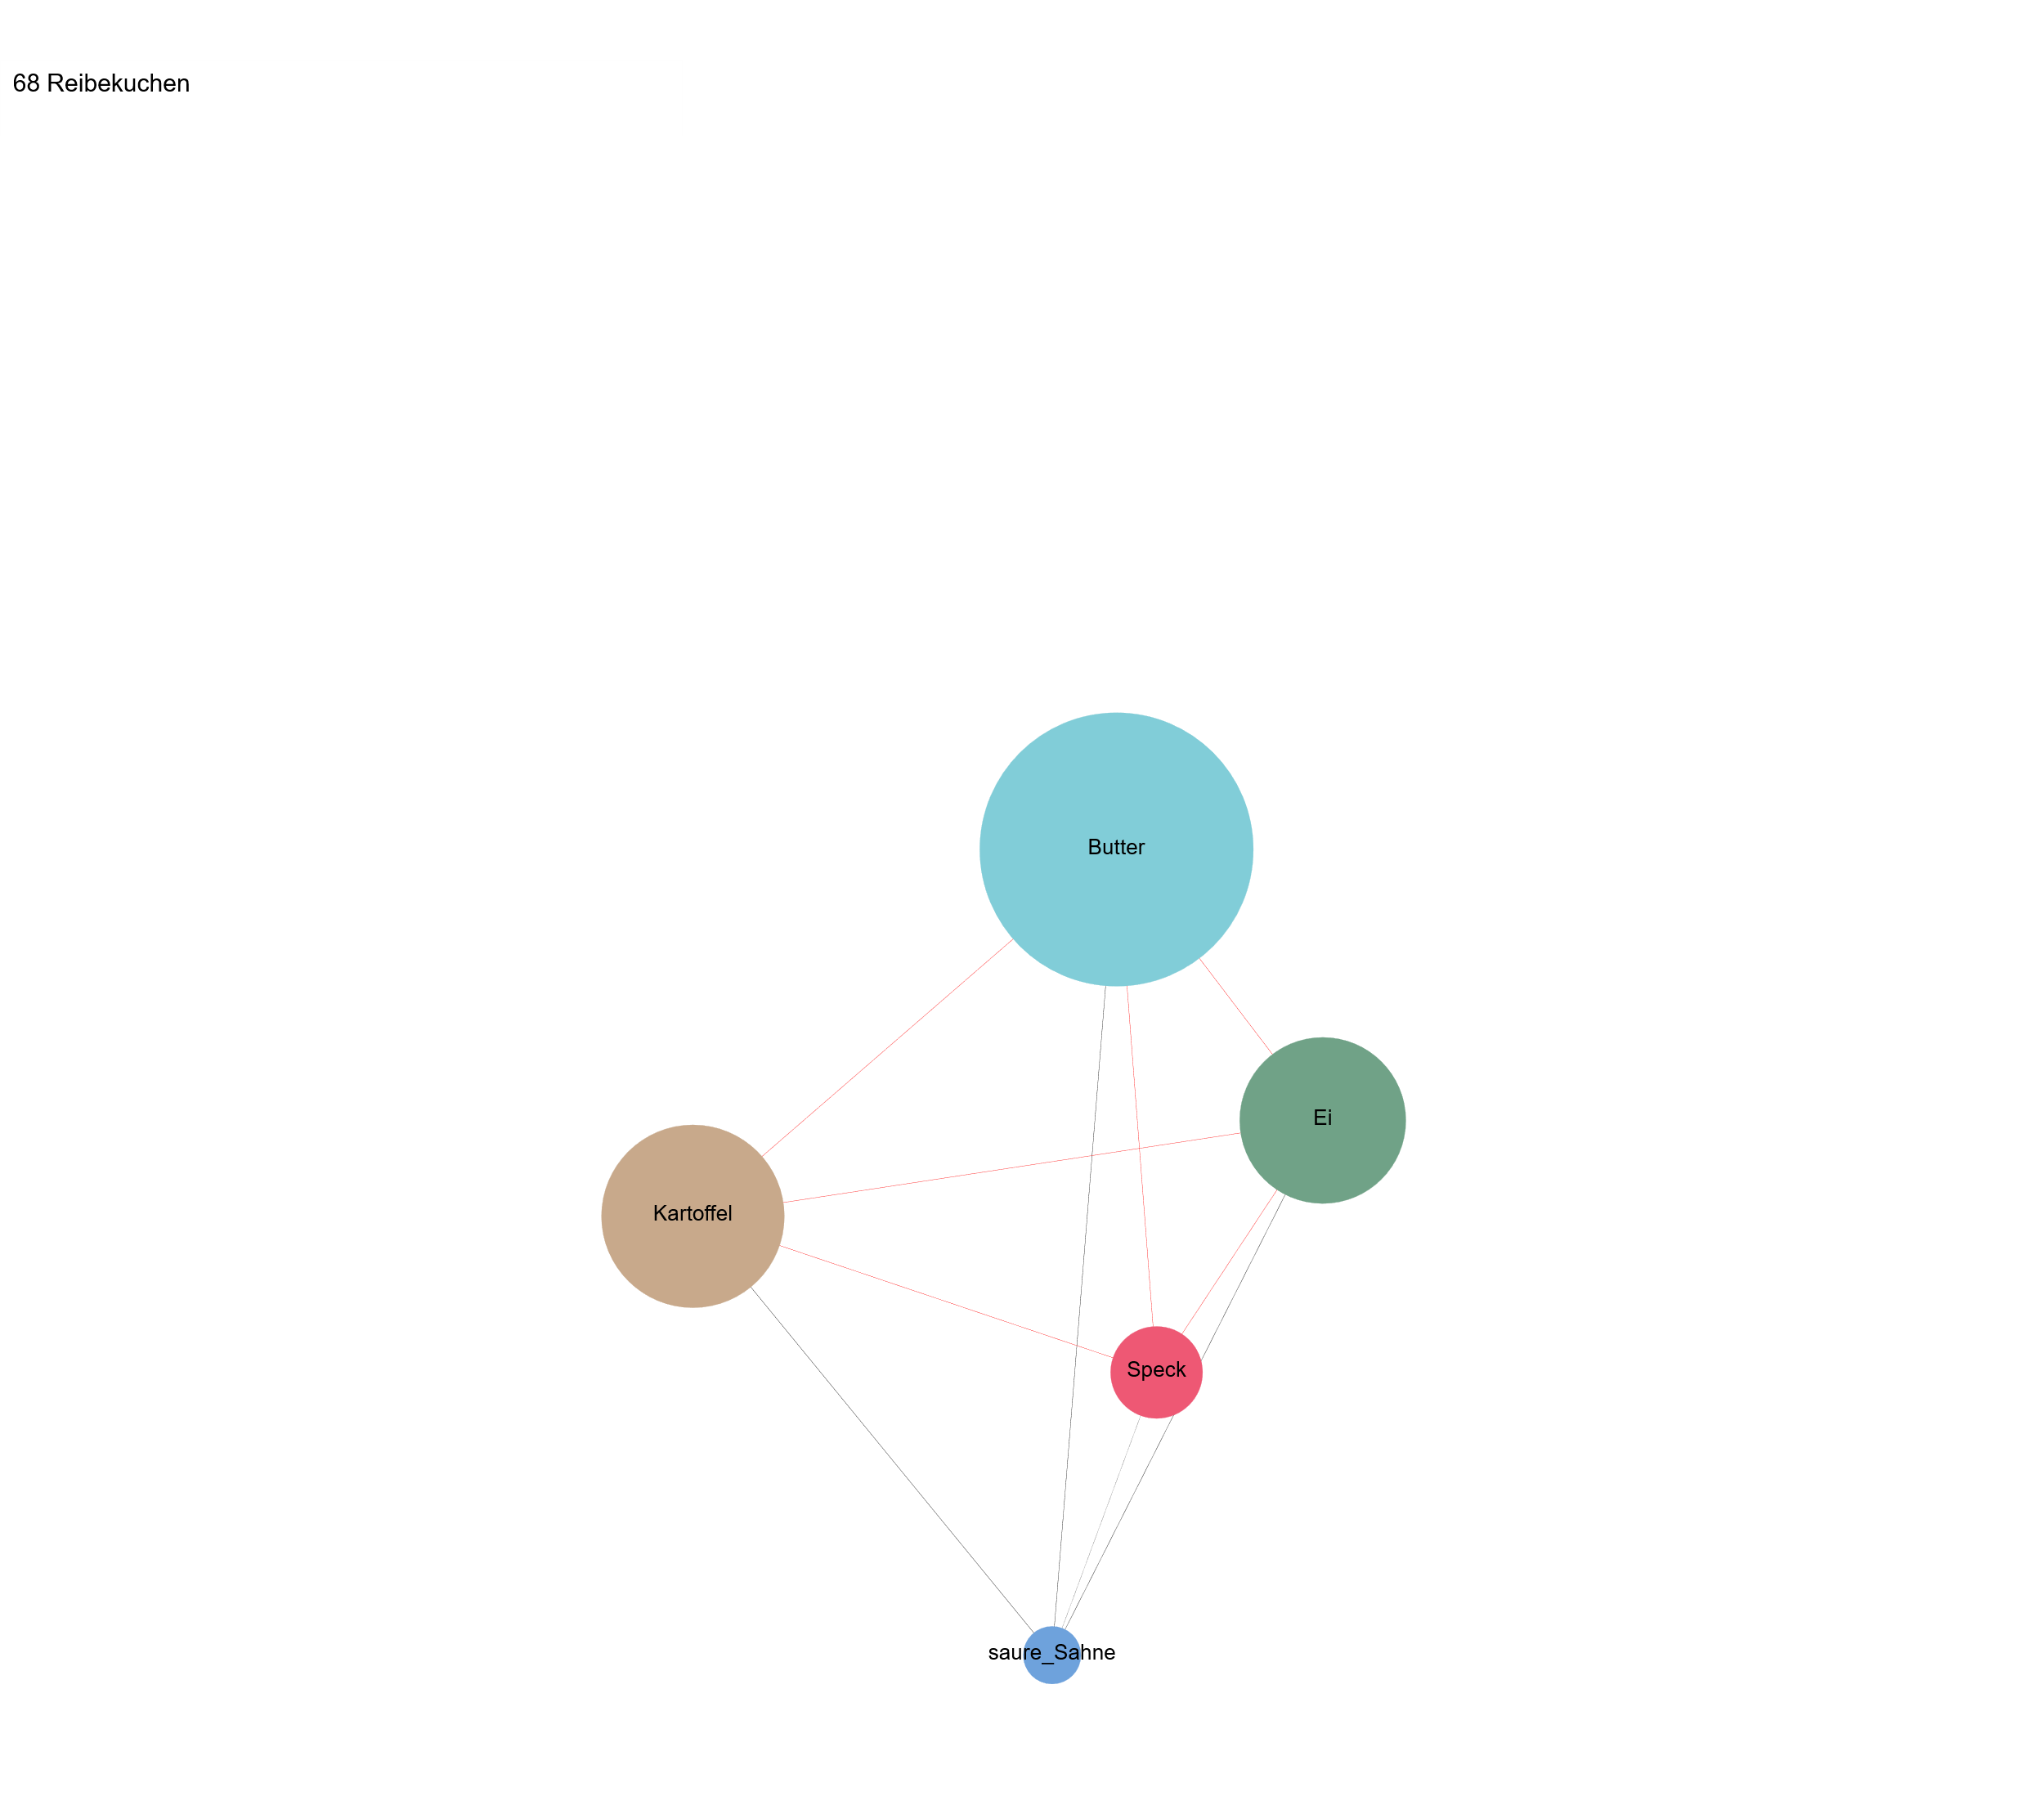 68 Reibekuchen
Butter
Ei
Kartoffel
Speck
saure_Sahne